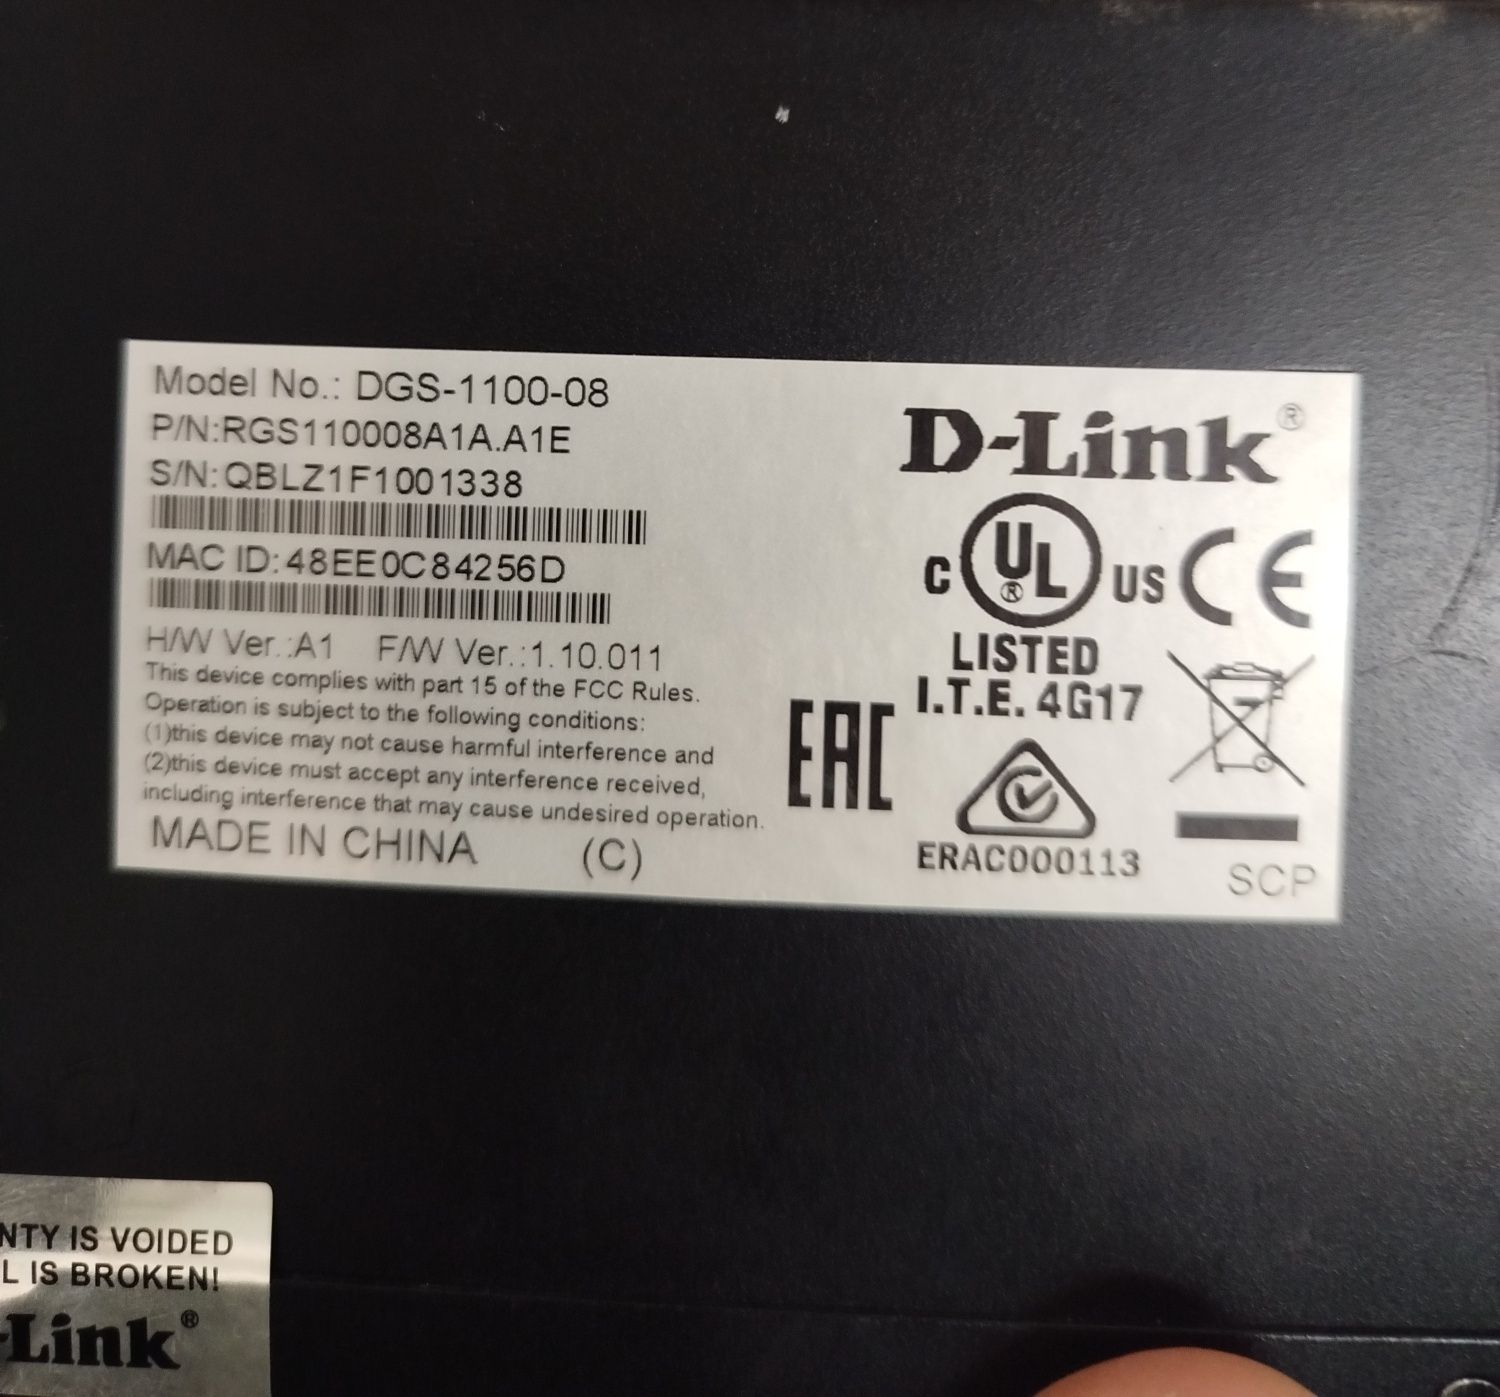 Model No.: DGS-1100-08
P/N:RGS110008A1A.A1E
S/N:QBLZ1F1001338
MAC ID:48EE0C84256D
H/W Ver.:A1 F/W Ver.:1.10.011
This device complies with part 15 of the FCC Rules.
Operation is subject to the following conditions:
(1)this device may not cause harmful interference and
(2)this device must accept any interference received,
including interference that may cause undesired operation.
MADE IN CHINA (C)
D-Link®
C UL® US CE
LISTED
I.T.E. 4G17
EAC
ERAC000113
SCP
NTY IS VOIDED
L IS BROKEN!
-Link®